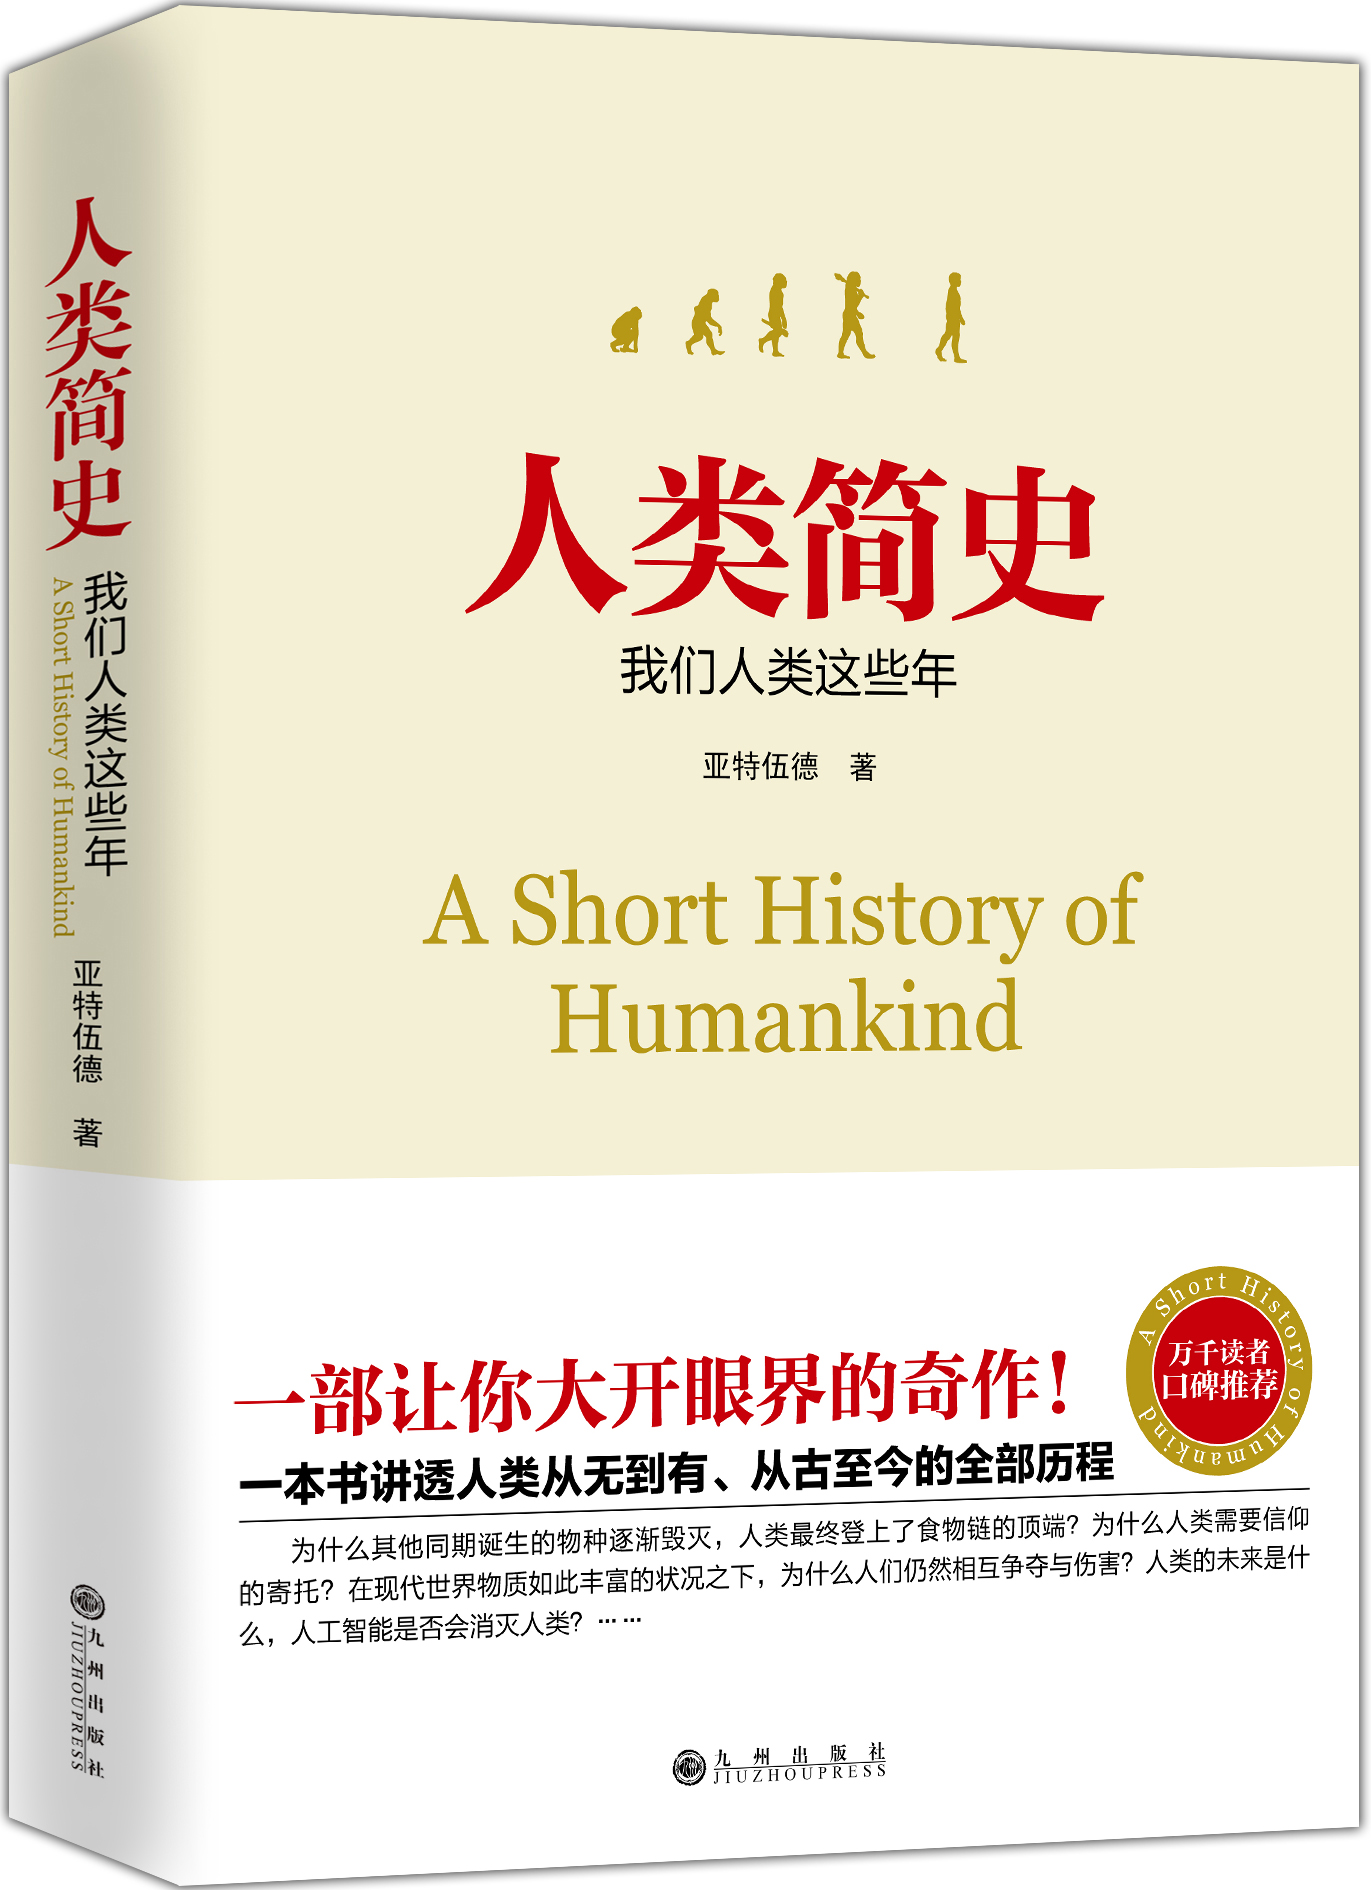 人类简史
我们人类这些年
A Short History of Humankind
亚特伍德 著
九州出版社
JIUZHOUPRESS
人类简史
我们人类这些年
亚特伍德 著
A Short History of
Humankind
A Short History of Humankind
万千读者
口碑推荐
一部让你大开眼界的奇作！
一本书讲透人类从无到有、从古至今的全部历程
为什么其他同期诞生的物种逐渐毁灭，人类最终登上了食物链的顶端？为什么人类需要信仰
的寄托？在现代世界物质如此丰富的状况之下，为什么人们仍然相互争夺与伤害？人类的未来是什
么，人工智能是否会消灭人类？……
九州出版社
JIUZHOUPRESS